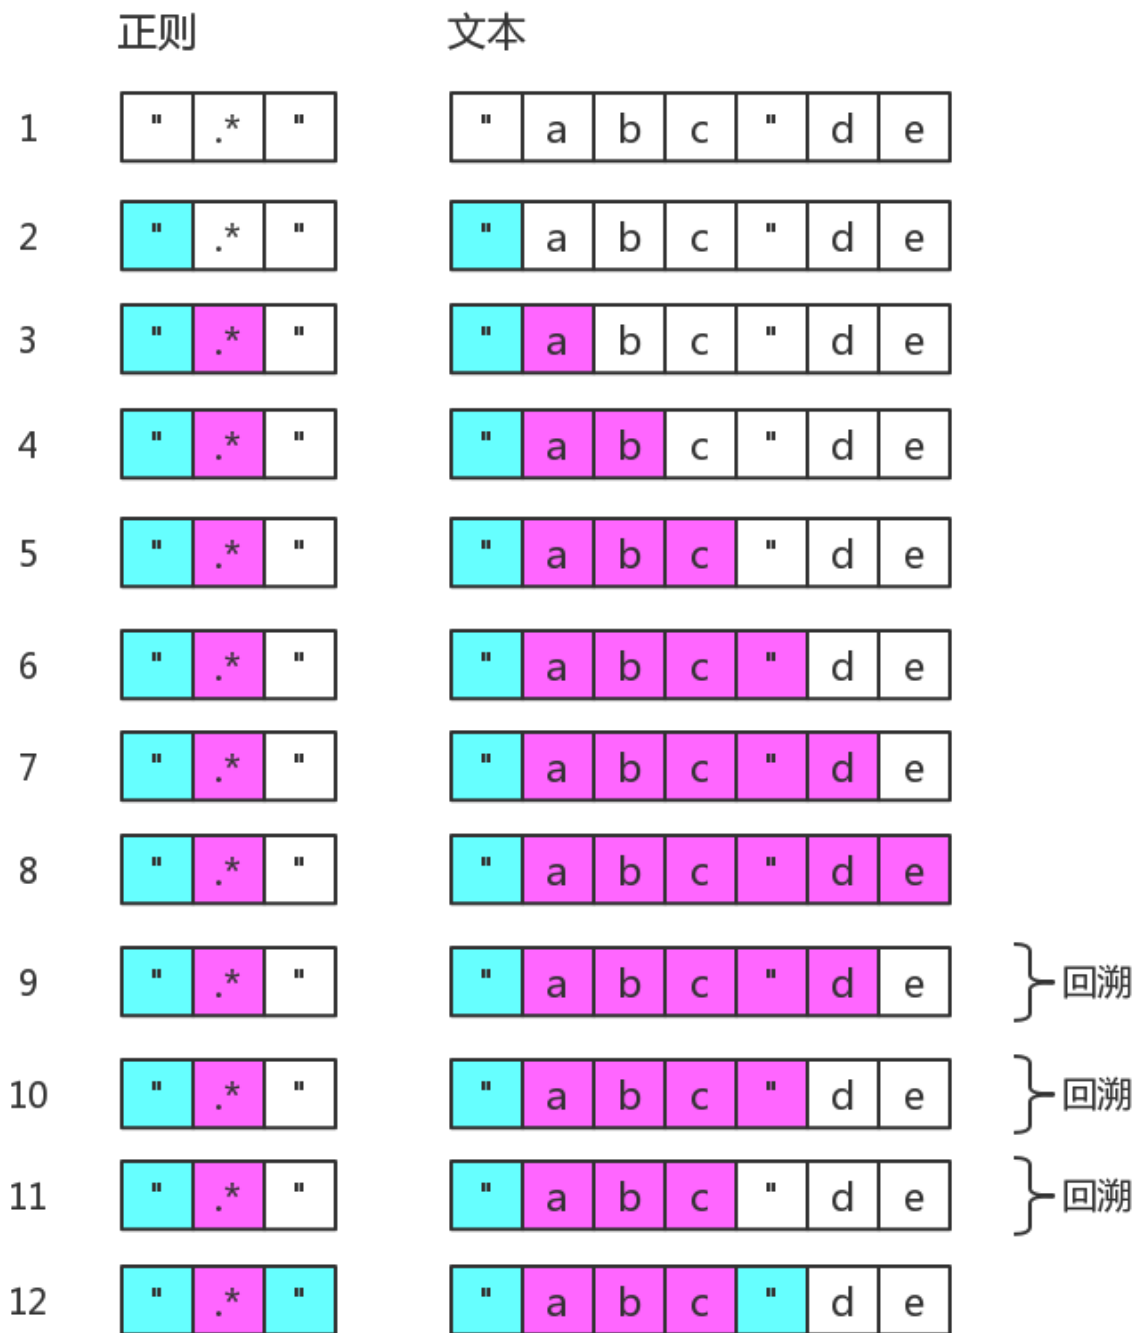 正则 文本
1 " .* " " a b c " d e
2 " .* " " a b c " d e
3 " .* " " a b c " d e
4 " .* " " a b c " d e
5 " .* " " a b c " d e
6 " .* " " a b c " d e
7 " .* " " a b c " d e
8 " .* " " a b c " d e
9 " .* " " a b c " d e 回溯
10 " .* " " a b c " d e 回溯
11 " .* " " a b c " d e 回溯
12 " .* " " a b c " d e